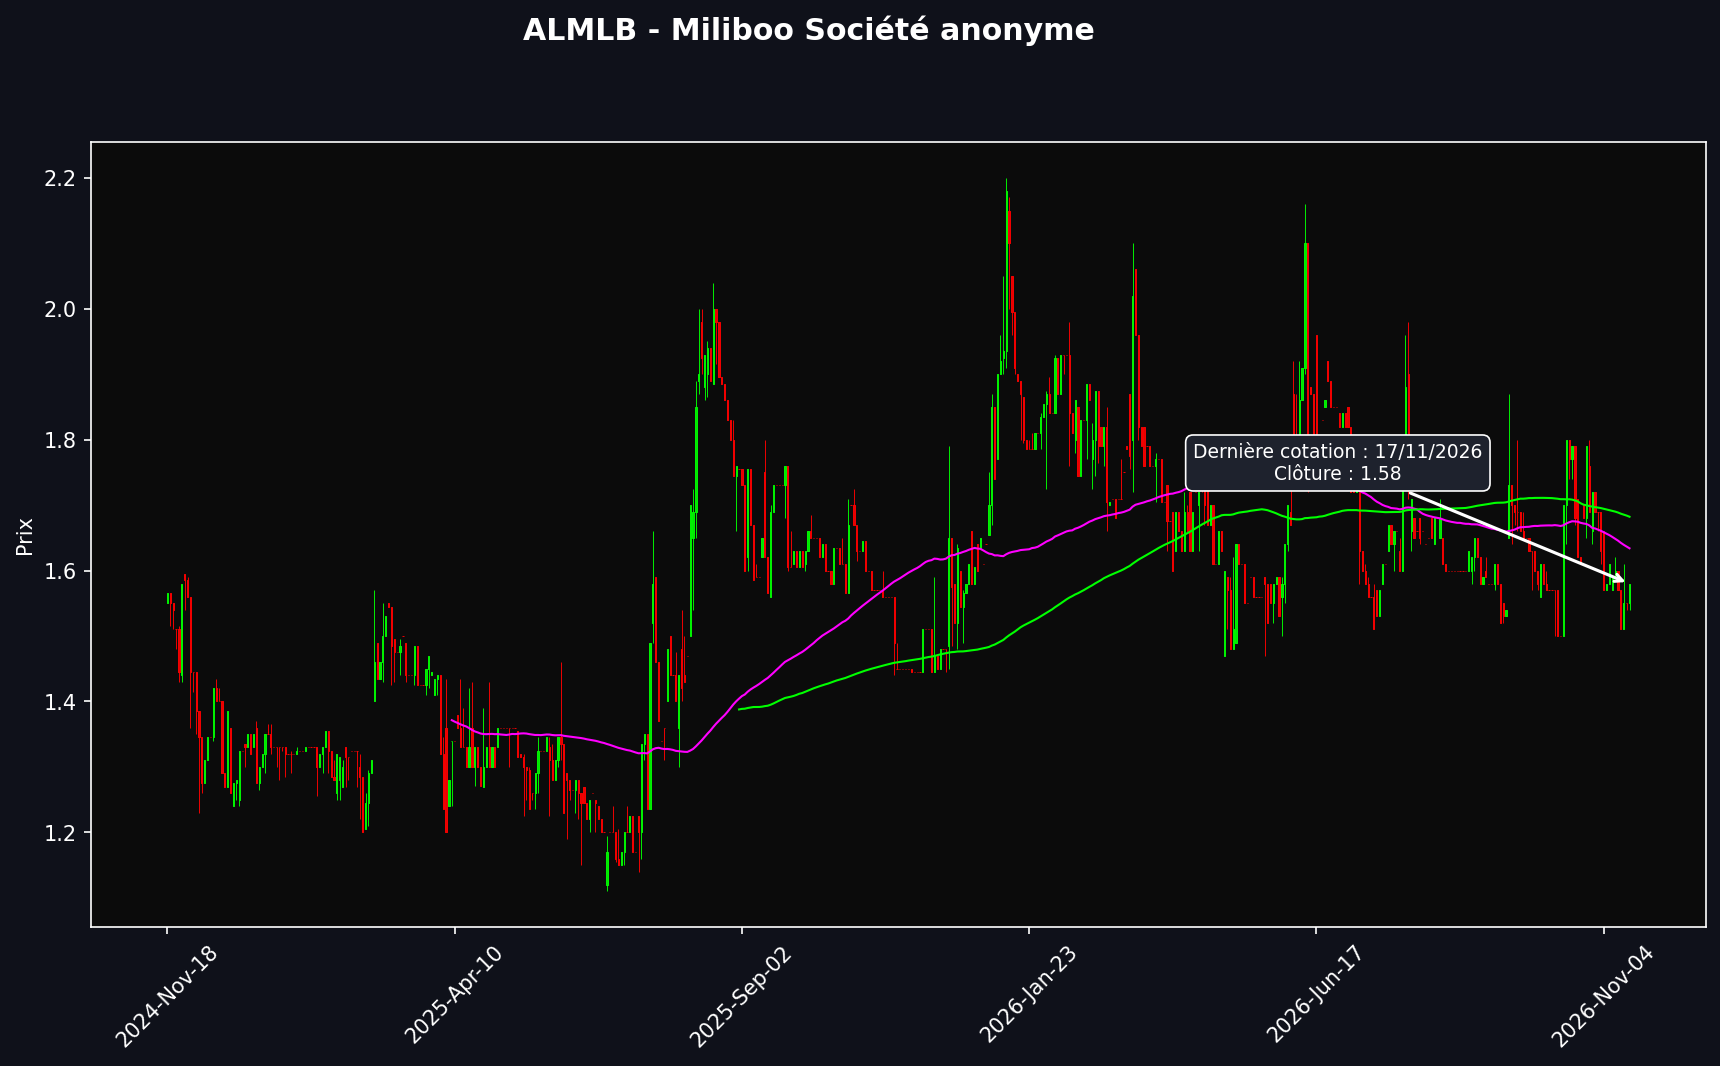 ALMLB - Miliboo Société anonyme
Prix
2.2
2.0
1.8
1.6
1.4
1.2
Dernière cotation : 17/11/2026
Clôture : 1.58
2024-Nov-18
2025-Apr-10
2025-Sep-02
2026-Jan-23
2026-Jun-17
2026-Nov-04